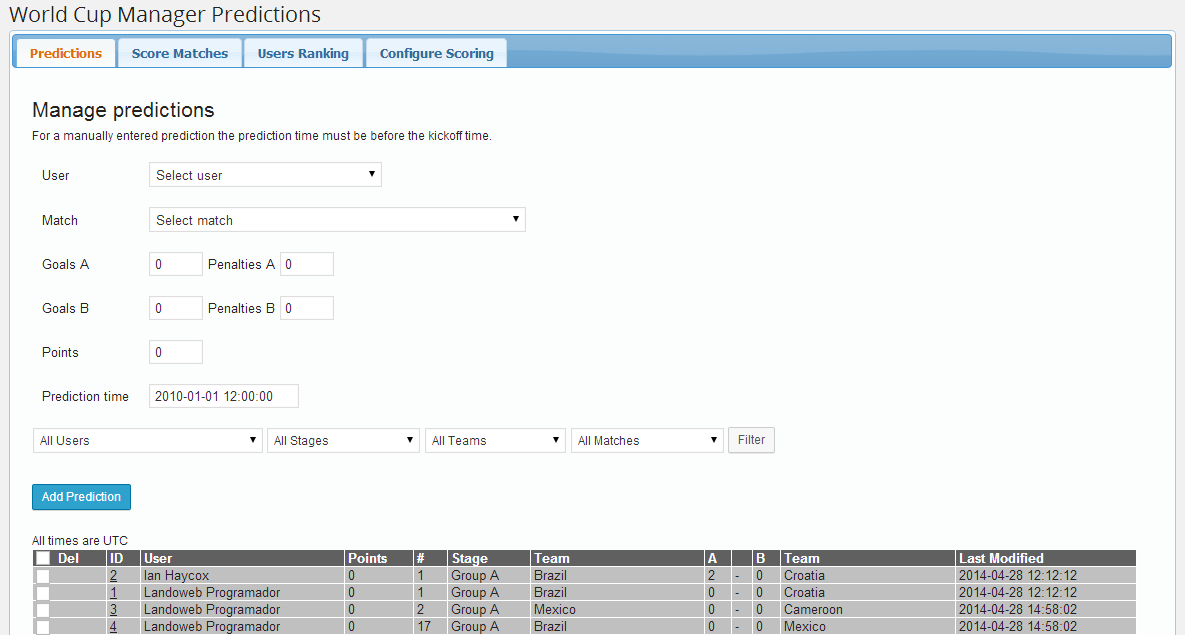 World Cup Manager Predictions
Predictions Score Matches Users Ranking Configure Scoring
Manage predictions
For a manually entered prediction the prediction time must be before the kickoff time.
User Select user
Match Select match
Goals A 0 Penalties A 0
Goals B 0 Penalties B 0
Points 0
Prediction time 2010-01-01 12:00:00
All Users All Stages All Teams All Matches Filter
Add Prediction
All times are UTC
Del ID User Points # Stage Team A B Team Last Modified
2 Ian Haycox 0 1 Group A Brazil 2 - 0 Croatia 2014-04-28 12:12:12
1 Landoweb Programador 0 1 Group A Brazil 0 - 0 Croatia 2014-04-28 12:12:12
3 Landoweb Programador 0 2 Group A Mexico 0 - 0 Cameroon 2014-04-28 14:58:02
4 Landoweb Programador 0 17 Group A Brazil 0 - 0 Mexico 2014-04-28 14:58:02